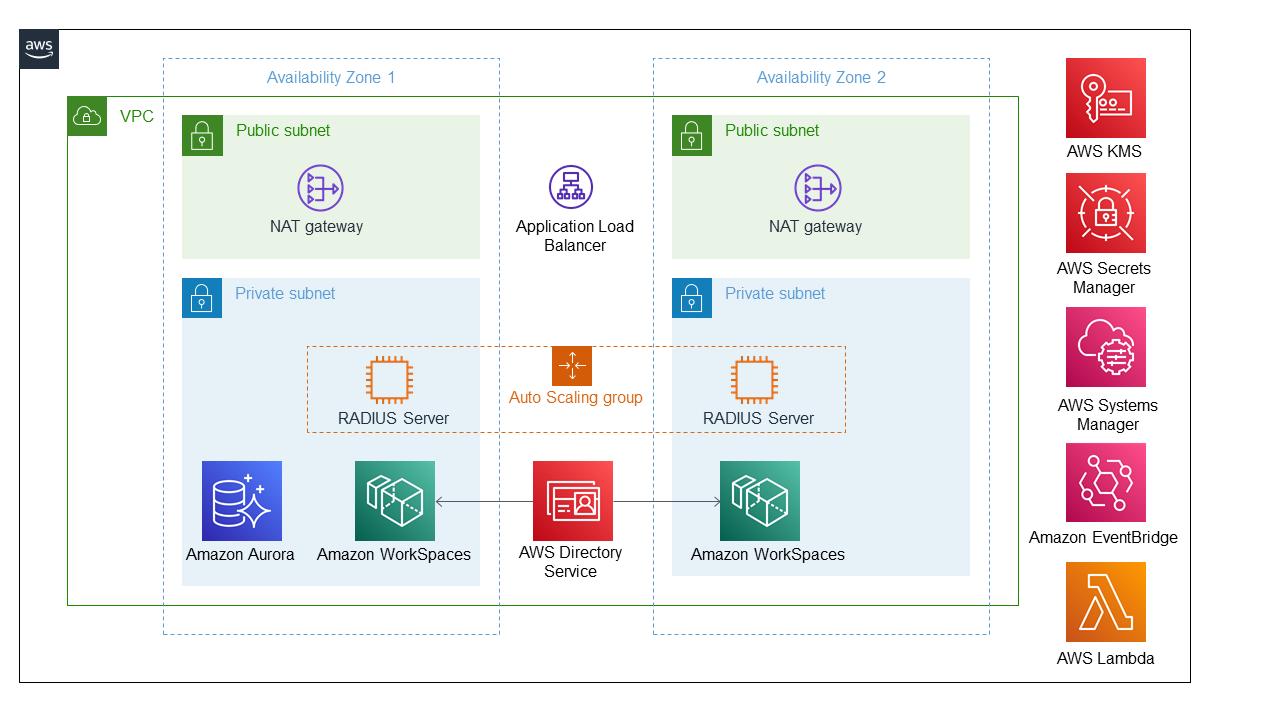 aws
Availability Zone 1
Availability Zone 2
VPC
Public subnet
Public subnet
NAT gateway
Application Load
Balancer
NAT gateway
Private subnet
Private subnet
RADIUS Server
Auto Scaling group
RADIUS Server
Amazon Aurora
Amazon WorkSpaces
AWS Directory
Service
Amazon WorkSpaces
AWS KMS
AWS Secrets
Manager
AWS Systems
Manager
Amazon EventBridge
AWS Lambda